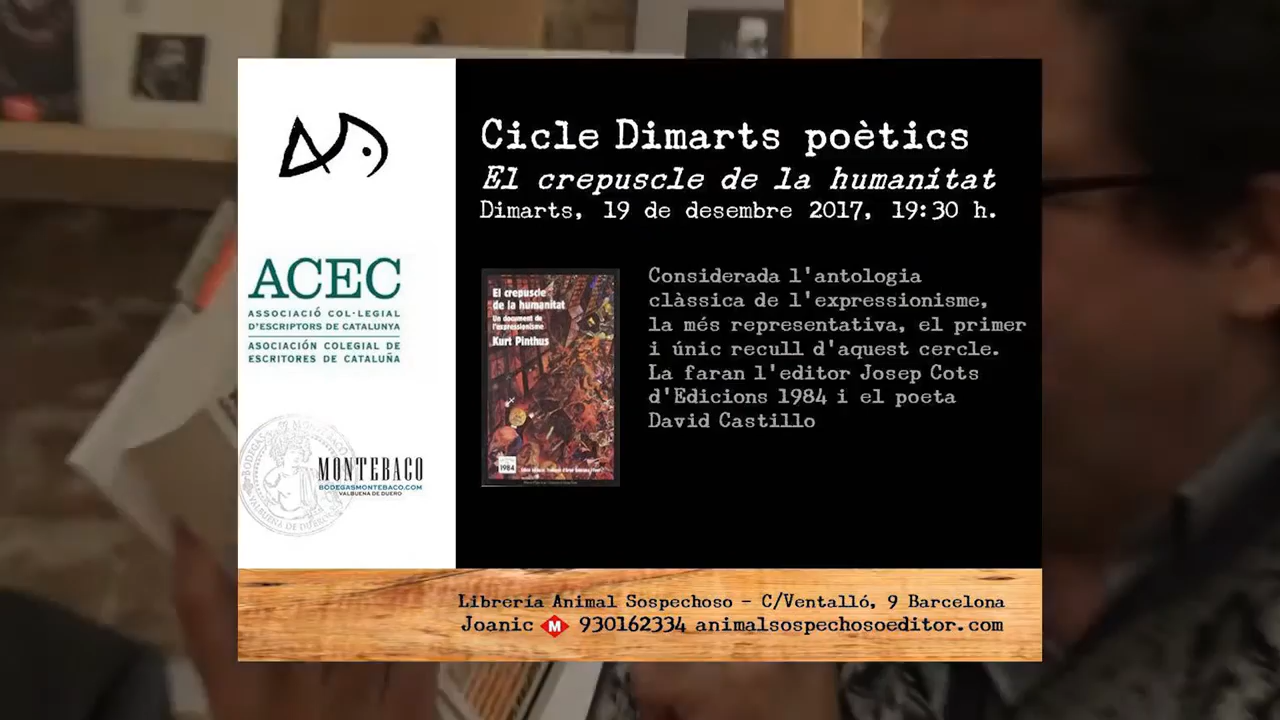 Cicle Dimarts poètics
El crepuscle de la humanitat
Dimarts, 19 de desembre 2017, 19:30 h.
ACEC
ASSOCIACIÓ COL·LEGIAL
D'ESCRIPTORS DE CATALUNYA
ASOCIACIÓN COLEGIAL DE
ESCRITORES DE CATALUÑA
MONTEBACO
BODEGASMONTEBACO.COM
VALBUENA DE DUERO
El crepuscle
de la humanitat
Un document de
l'expressionisme
Kurt Pinthus
1984
Considerada l'antologia
clàssica de l'expressionisme,
la més representativa, el primer
i únic recull d'aquest cercle.
La faran l'editor Josep Cots
d'Edicions 1984 i el poeta
David Castillo
Librería Animal Sospechoso - C/Ventalló, 9 Barcelona
Joanic M 930162334 animalsospechosoeditor.com